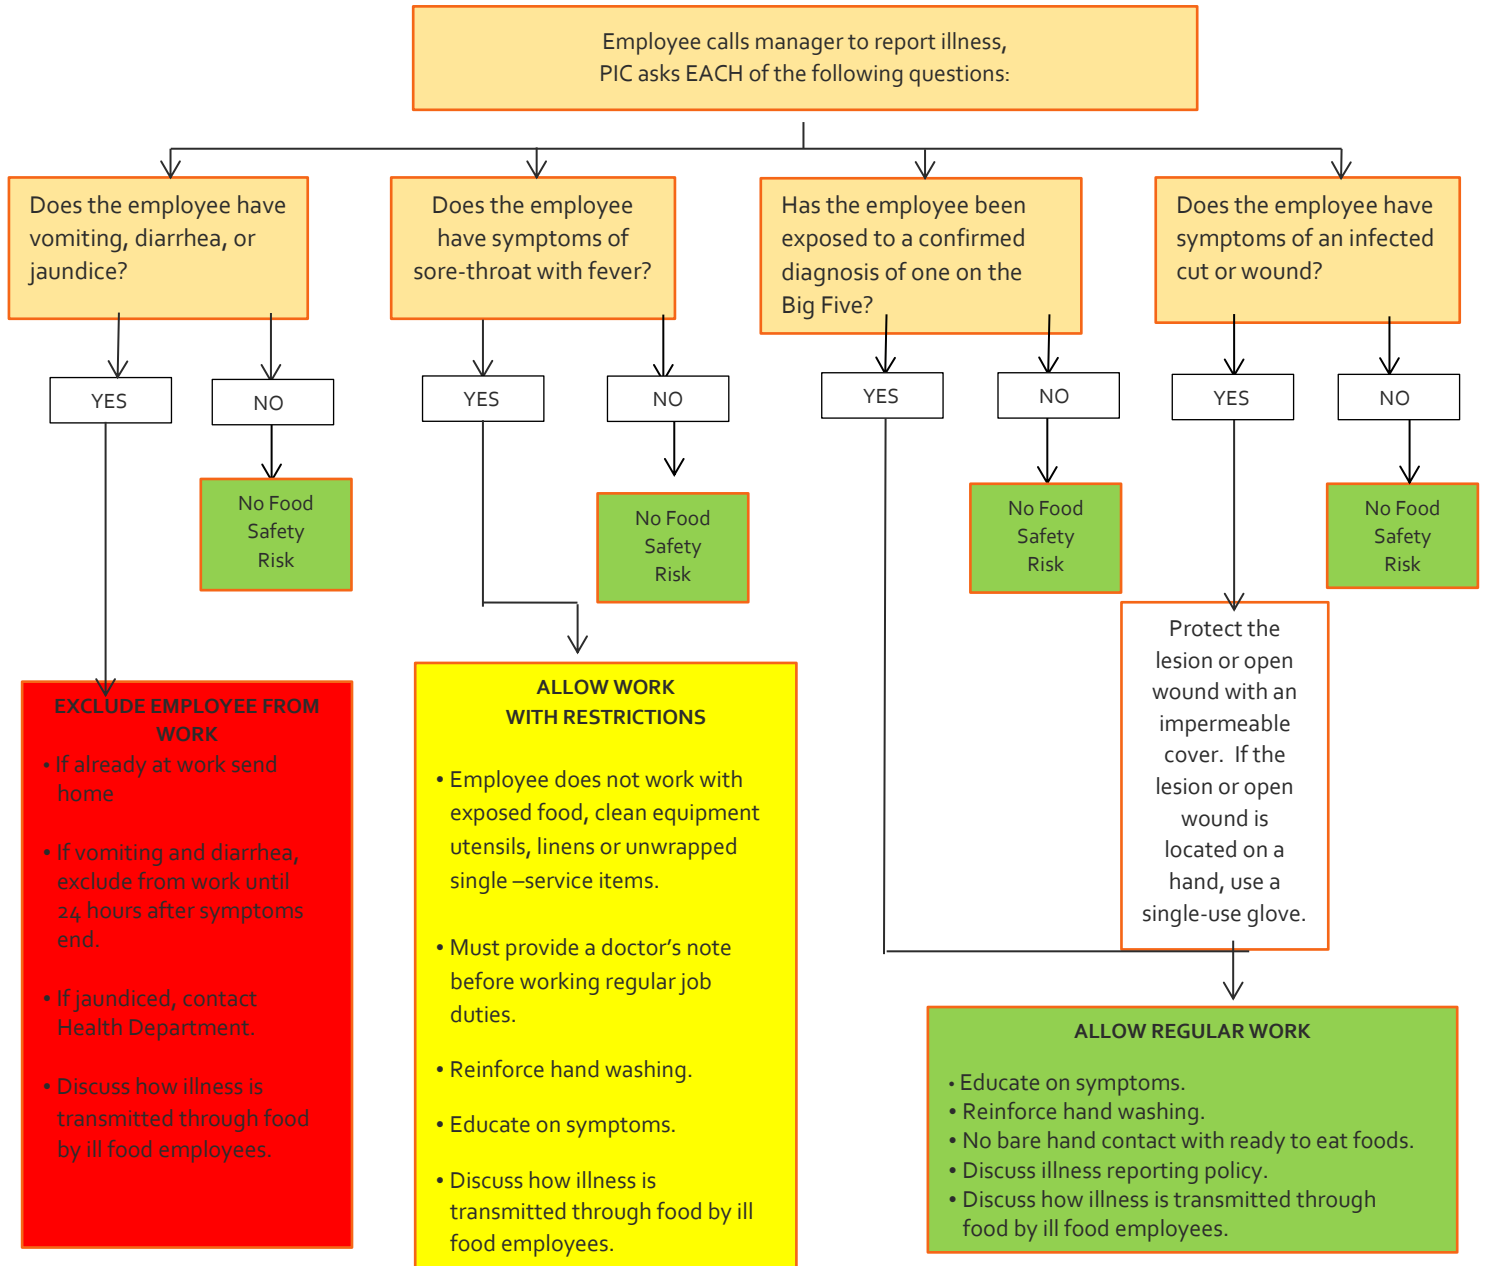 Employee calls manager to report illness,
PIC asks EACH of the following questions:
Does the employee have
vomiting, diarrhea, or
jaundice?
Does the employee
have symptoms of
sore-throat with fever?
Has the employee been
exposed to a confirmed
diagnosis of one on the
Big Five?
Does the employee have
symptoms of an infected
cut or wound?
YES
NO
YES
NO
YES
NO
YES
NO
No Food
Safety
Risk
No Food
Safety
Risk
No Food
Safety
Risk
No Food
Safety
Risk
EXCLUDE EMPLOYEE FROM
WORK
• If already at work send
home
• If vomiting and diarrhea,
exclude from work until
24 hours after symptoms
end.
• If jaundiced, contact
Health Department.
• Discuss how illness is
transmitted through food
by ill food employees.
ALLOW WORK
WITH RESTRICTIONS
• Employee does not work with
exposed food, clean equipment
utensils, linens or unwrapped
single –service items.
• Must provide a doctor’s note
before working regular job
duties.
• Reinforce hand washing.
• Educate on symptoms.
• Discuss how illness is
transmitted through food by ill
food employees.
Protect the
lesion or open
wound with an
impermeable
cover.  If the
lesion or open
wound is
located on a
hand, use a
single-use glove.
ALLOW REGULAR WORK
• Educate on symptoms.
• Reinforce hand washing.
• No bare hand contact with ready to eat foods.
• Discuss illness reporting policy.
• Discuss how illness is transmitted through
food by ill food employees.